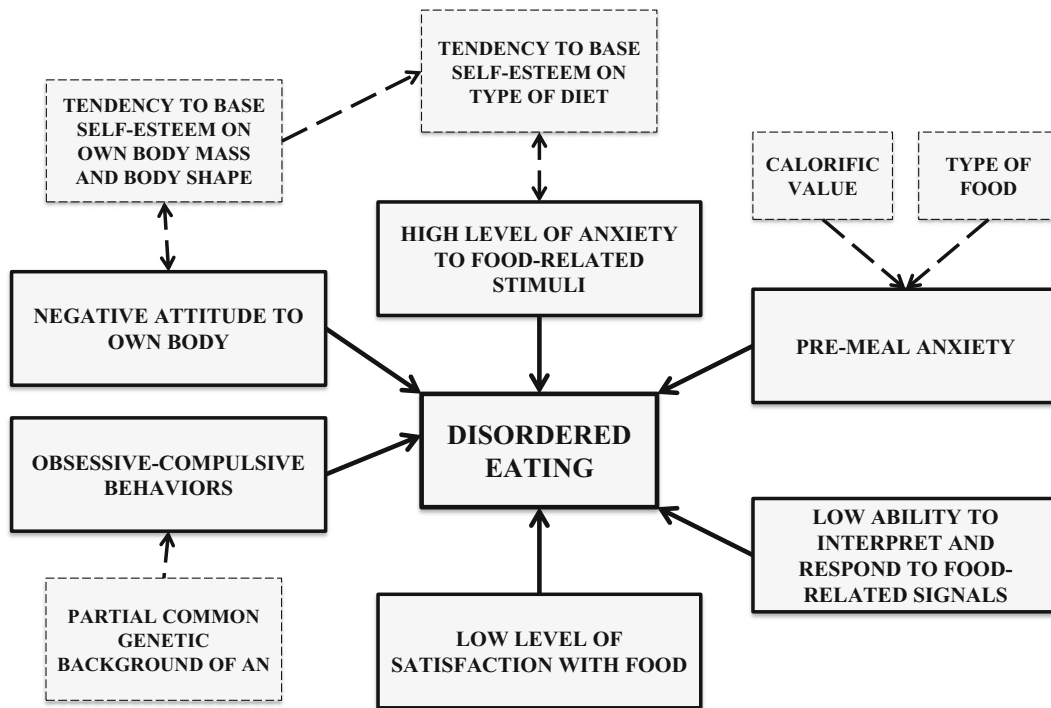 TENDENCY TO BASE
SELF-ESTEEM ON
TYPE OF DIET
TENDENCY TO BASE
SELF-ESTEEM ON
OWN BODY MASS
AND BODY SHAPE
CALORIFIC
VALUE
TYPE OF
FOOD
HIGH LEVEL OF ANXIETY
TO FOOD-RELATED
STIMULI
NEGATIVE ATTITUDE TO
OWN BODY
PRE-MEAL ANXIETY
DISORDERED
EATING
OBSESSIVE-COMPULSIVE
BEHAVIORS
LOW ABILITY TO
INTERPRET AND
RESPOND TO FOOD-
RELATED SIGNALS
PARTIAL COMMON
GENETIC
BACKGROUND OF AN
LOW LEVEL OF
SATISFACTION WITH FOOD